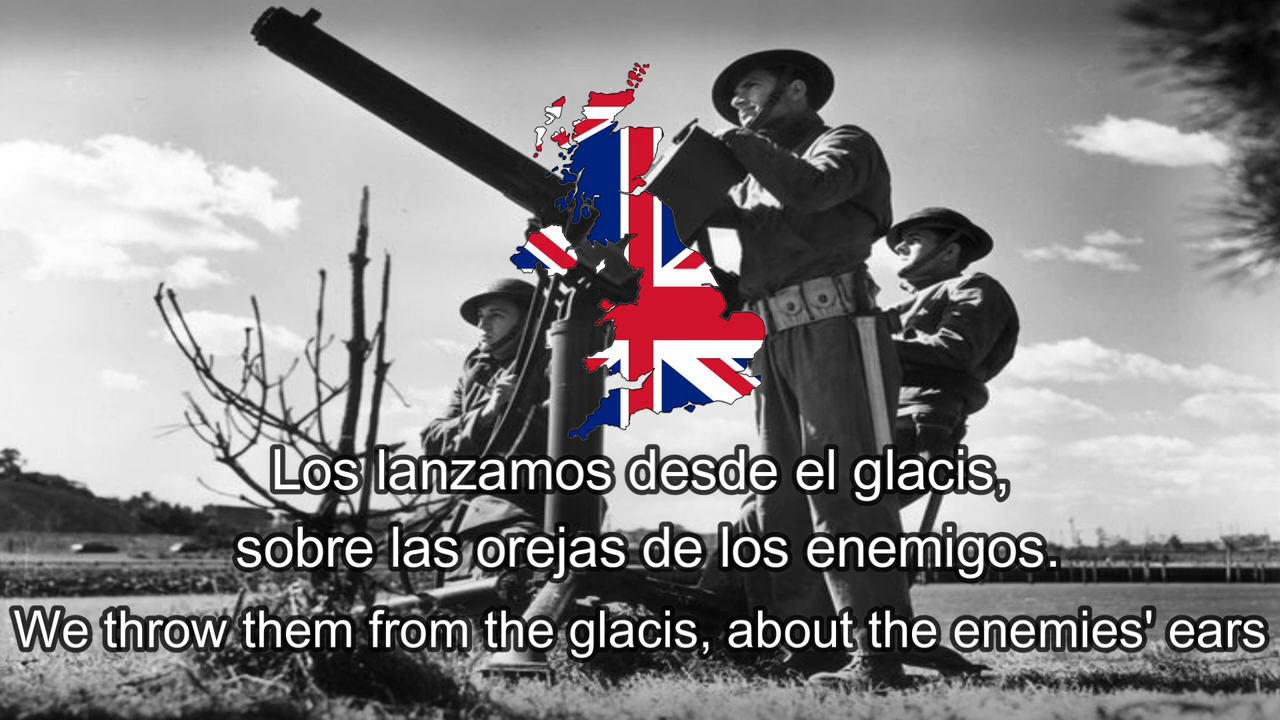 Los lanzamos desde el glacis,
sobre las orejas de los enemigos.
We throw them from the glacis, about the enemies' ears